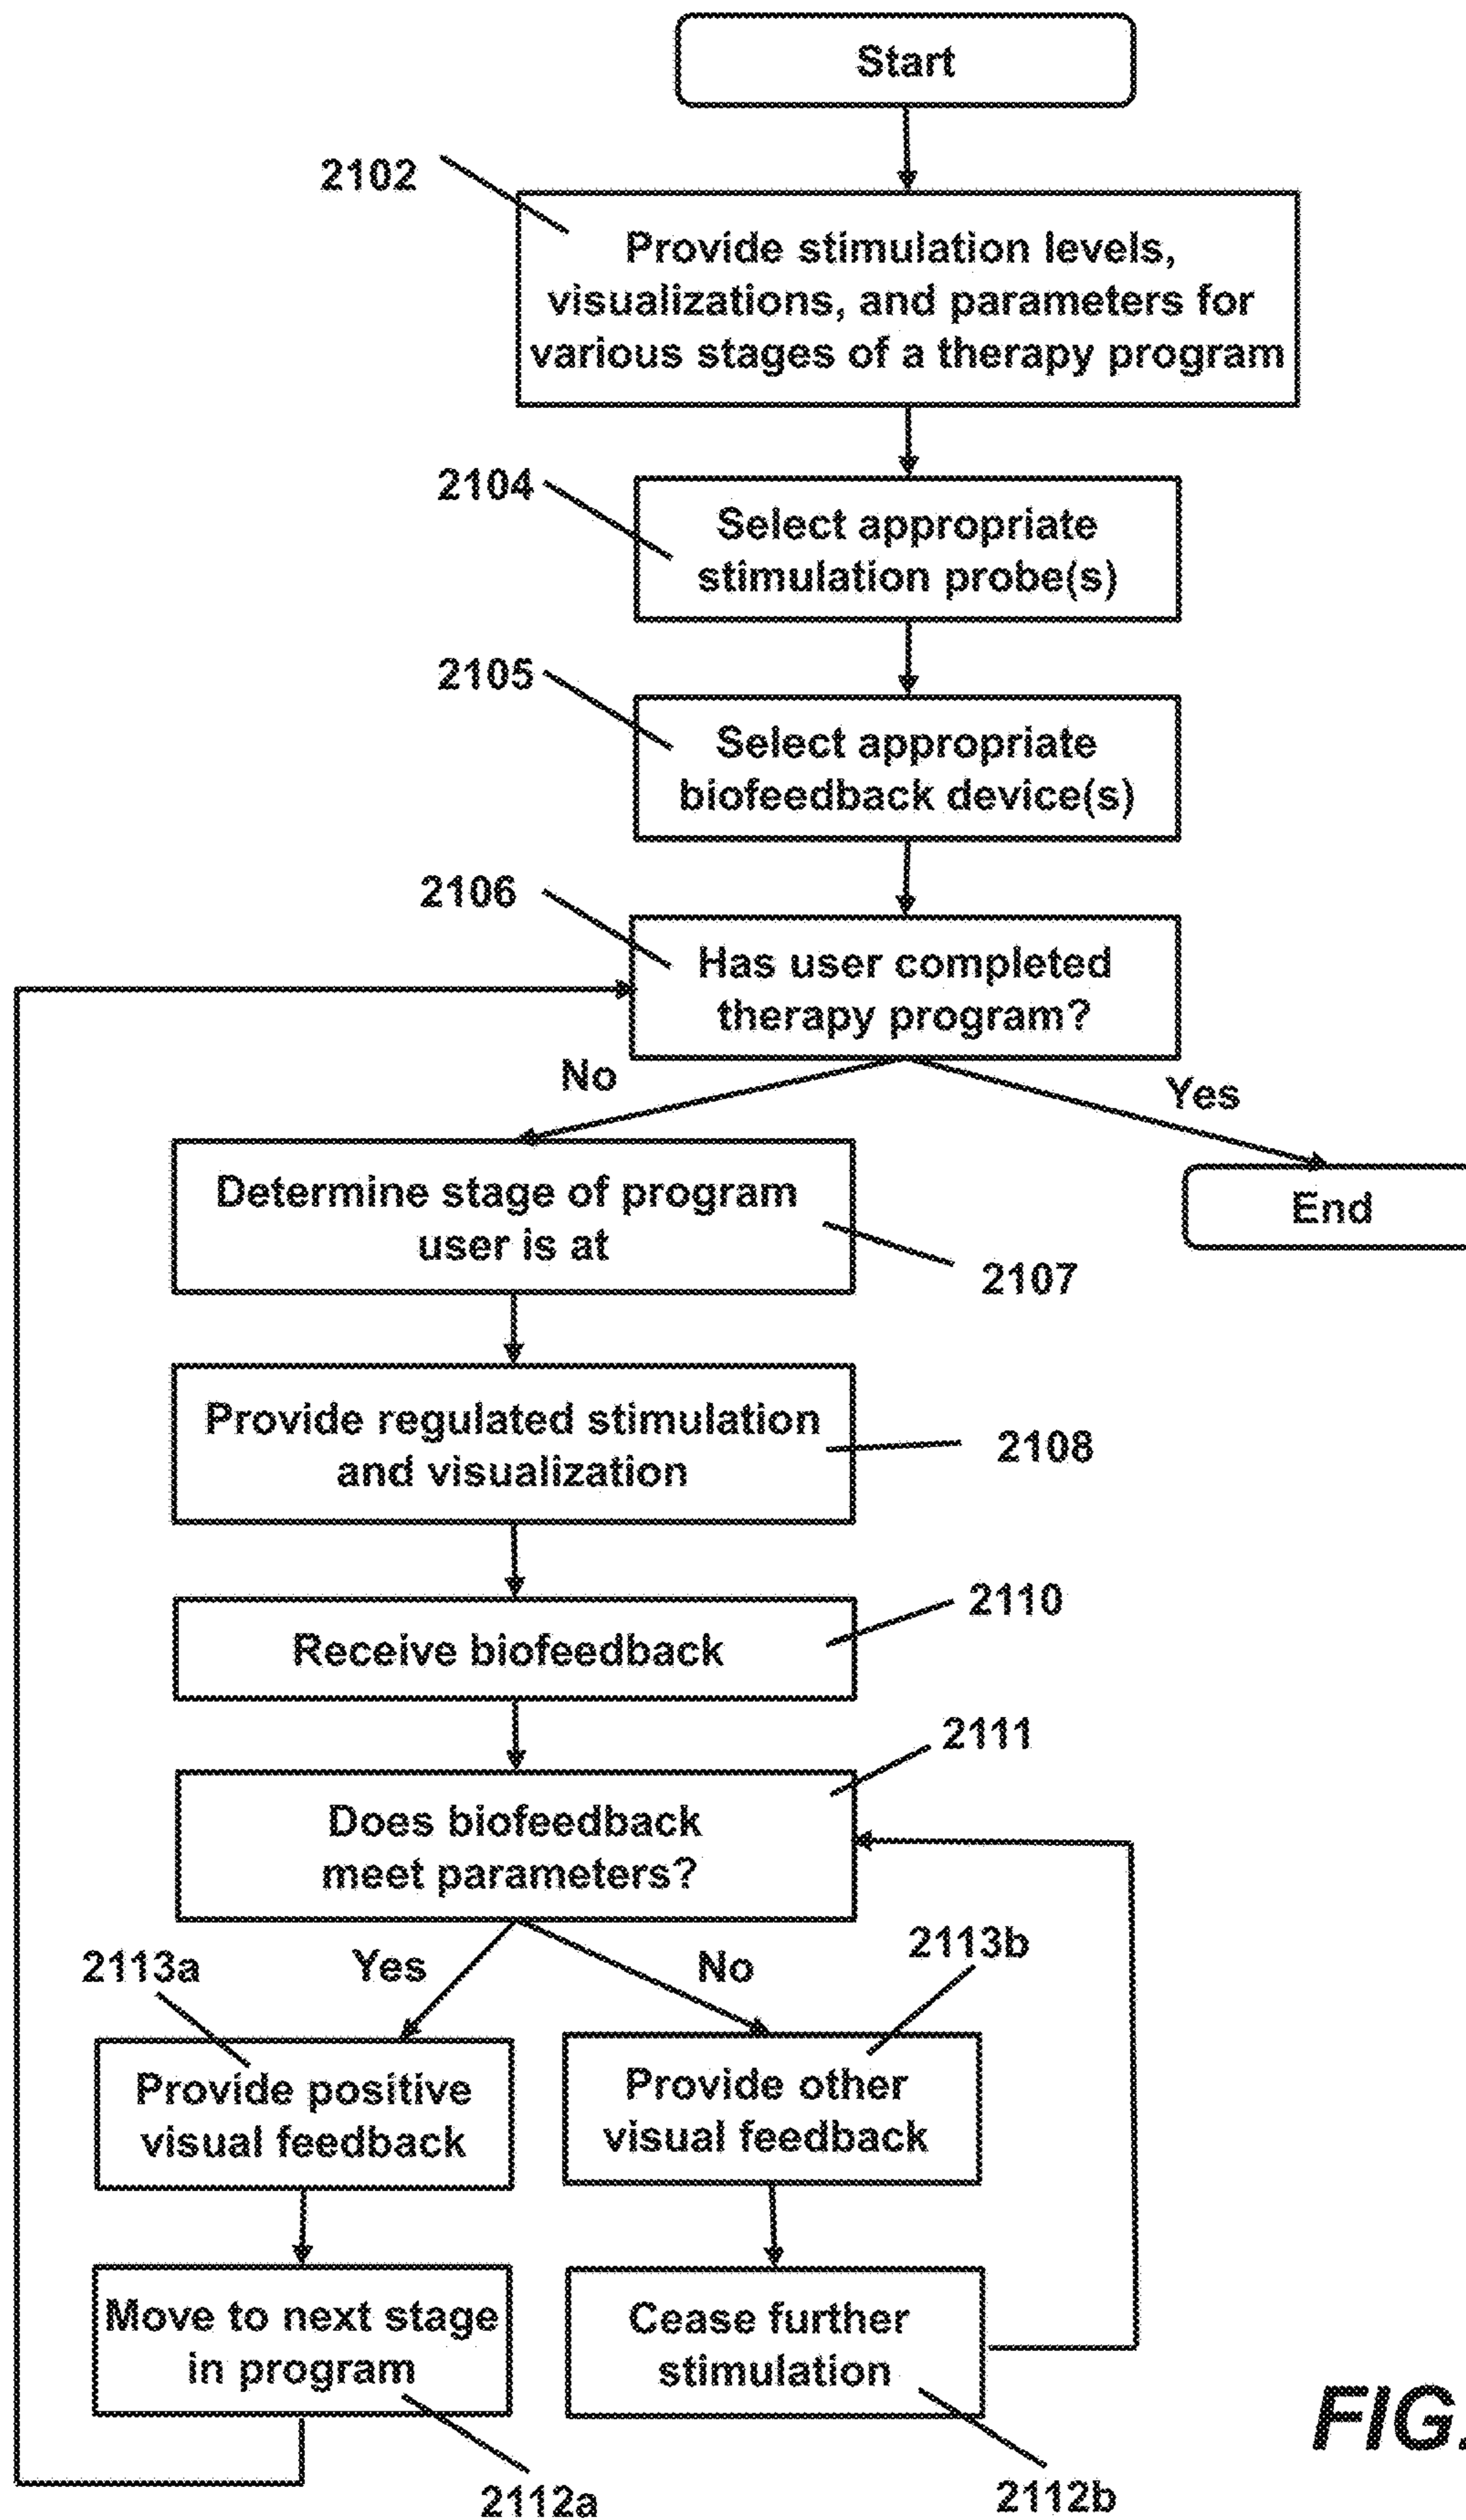 Start
2102
Provide stimulation levels,
visualizations, and parameters for
various stages of a therapy program
2104
Select appropriate
stimulation probe(s)
2105
Select appropriate
biofeedback device(s)
2106
Has user completed
therapy program?
No
Yes
Determine stage of program
user is at
End
2107
Provide regulated stimulation
and visualization
2108
2110
Receive biofeedback
2111
Does biofeedback
meet parameters?
2113a
Yes
No
2113b
Provide positive
visual feedback
Provide other
visual feedback
Move to next stage
in program
Cease further
stimulation
FIG.
2112a
2112b